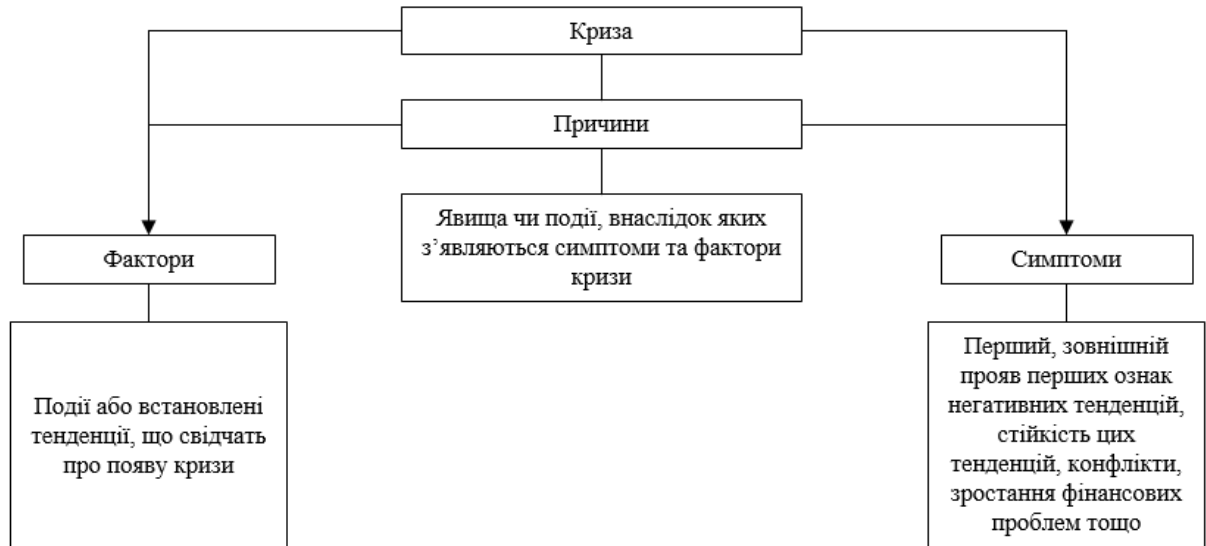 Криза
Причини
Явища чи події, внаслідок яких
з’являються симптоми та фактори
кризи
Фактори
Симптоми
Події або встановлені
тенденції, що свідчать
про появу кризи
Перший, зовнішній
прояв перших ознак
негативних тенденцій,
стійкість цих
тенденцій, конфлікти,
зростання фінансових
проблем тощо